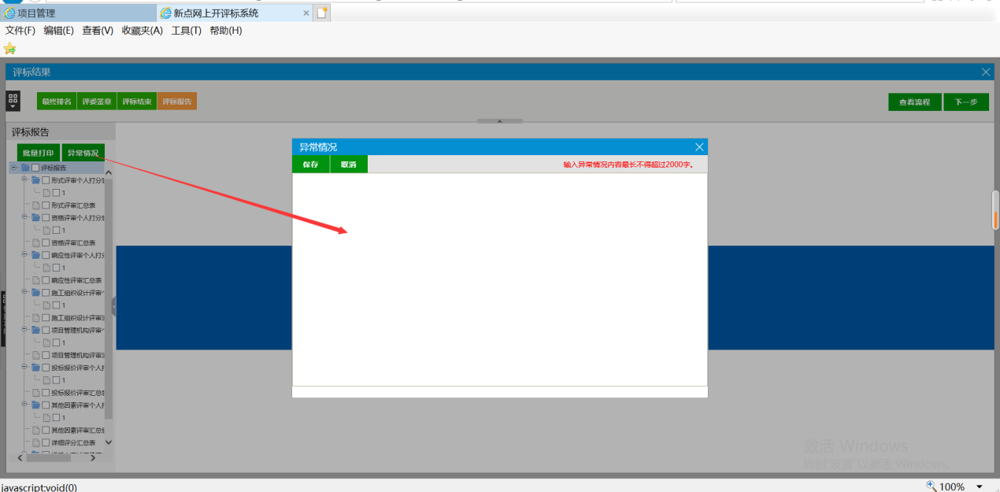 项目管理
新点网上开评标系统
文件(F) 编辑(E) 查看(V) 收藏夹(A) 工具(T) 帮助(H)
评标结果
最终排名 评委签章 评标结束 评标报告
查看流程 下一步
评标报告
批量打印 异常情况
评标报告
形式评审个人打分
1
形式评审汇总表
资格评审个人打分
1
资格评审汇总表
响应性评审个人打分
1
响应性评审汇总表
施工组织设计评审
1
施工组织设计评审
项目管理机构评审
1
项目管理机构评审
投标报价评审个人
1
投标报价评审汇总
其他因素评审个人
1
其他因素评审汇总
详细评分汇总表
异常情况
保存 取消
输入异常情况内容最长不得超过2000字。
激活 Windows
转到"设置"以激活 Windows。
javascript:void(0)
100%